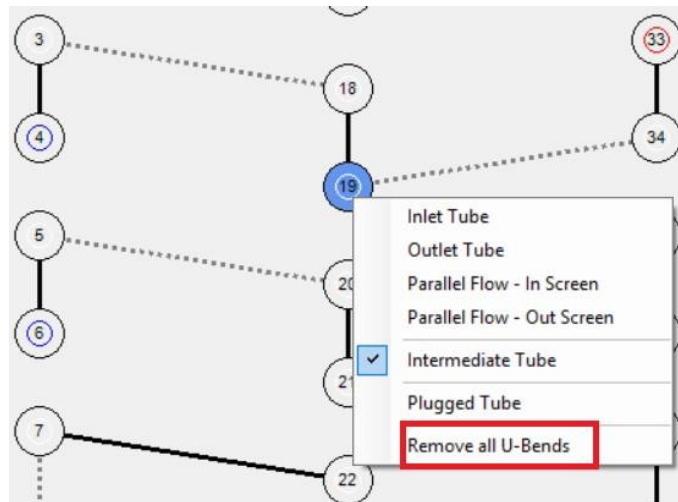 3
18
33
4
19
34
Inlet Tube
Outlet Tube
Parallel Flow - In Screen
Parallel Flow - Out Screen
Intermediate Tube
Plugged Tube
Remove all U-Bends
5
20
6
21
7
22